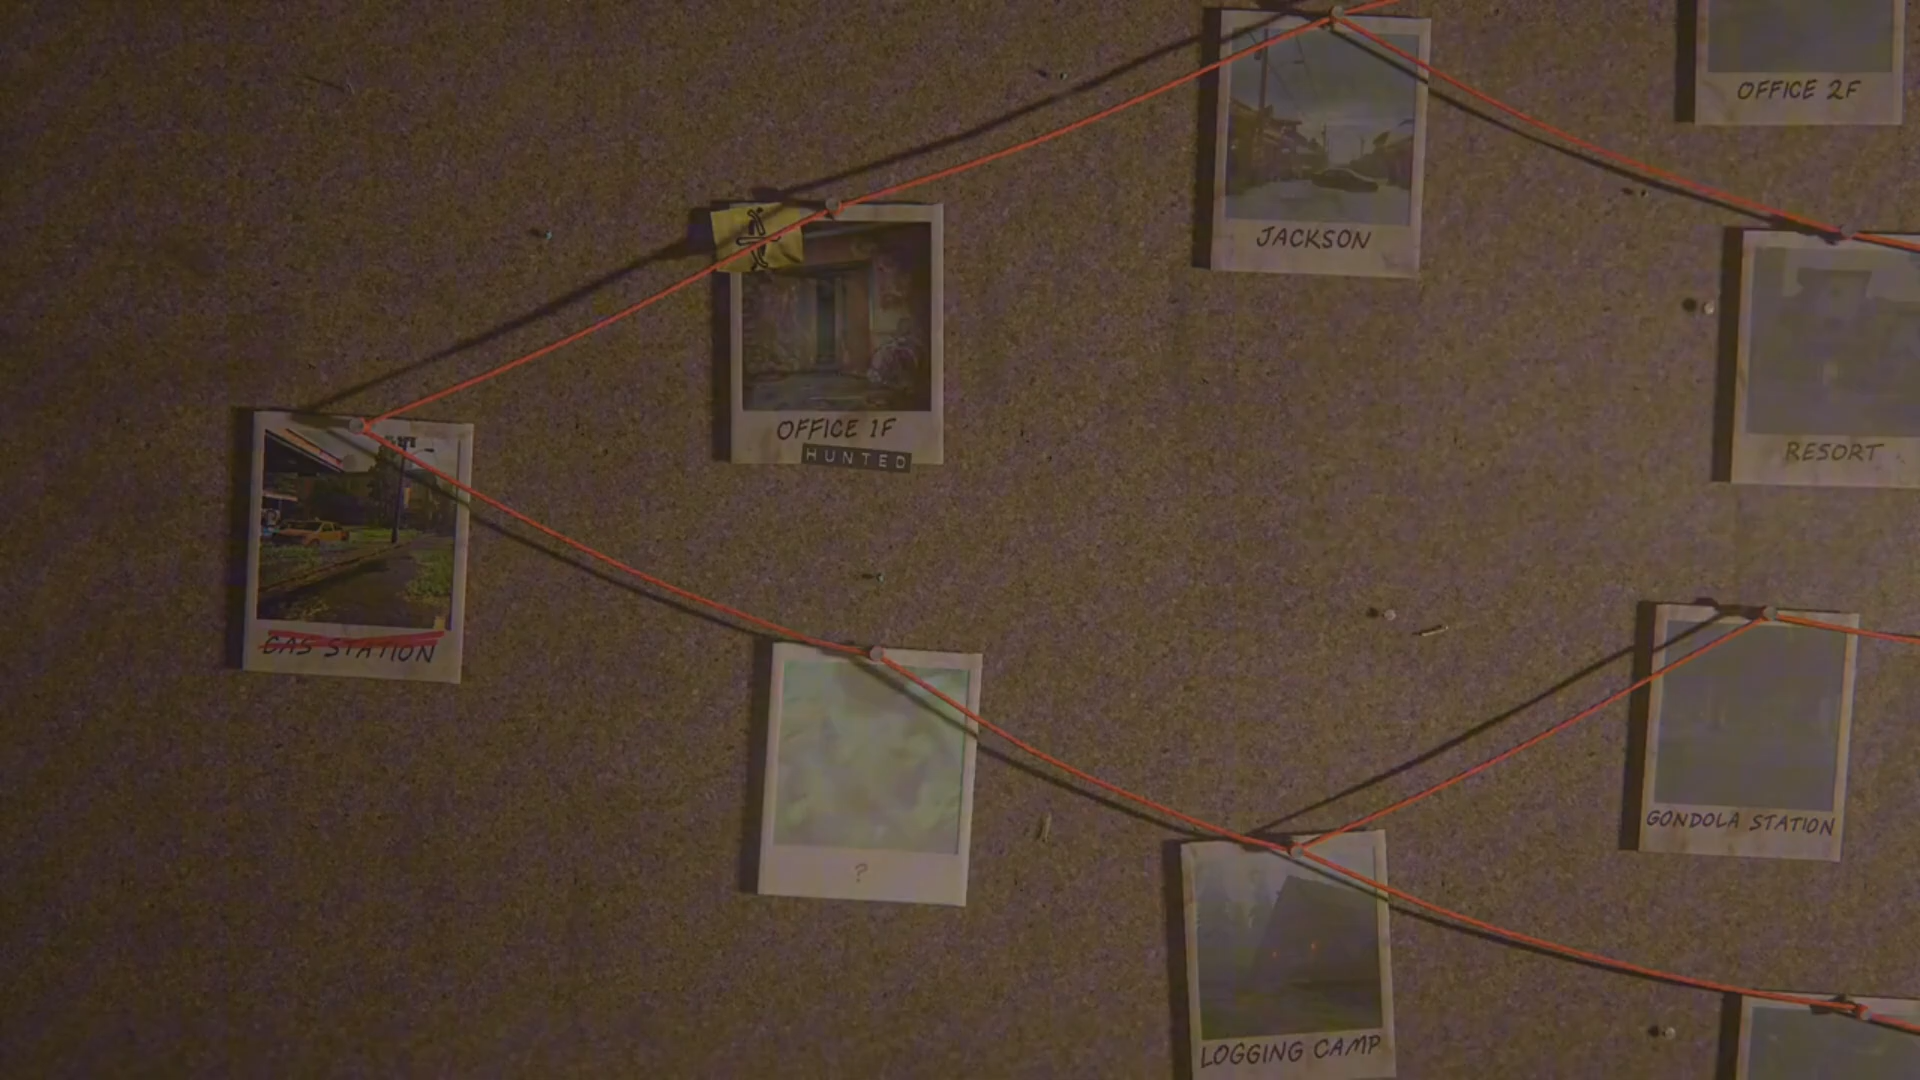 OFFICE 2F
JACKSON
OFFICE 1F
HUNTED
RESORT
GAS STATION
GONDOLA STATION
?
LOGGING CAMP